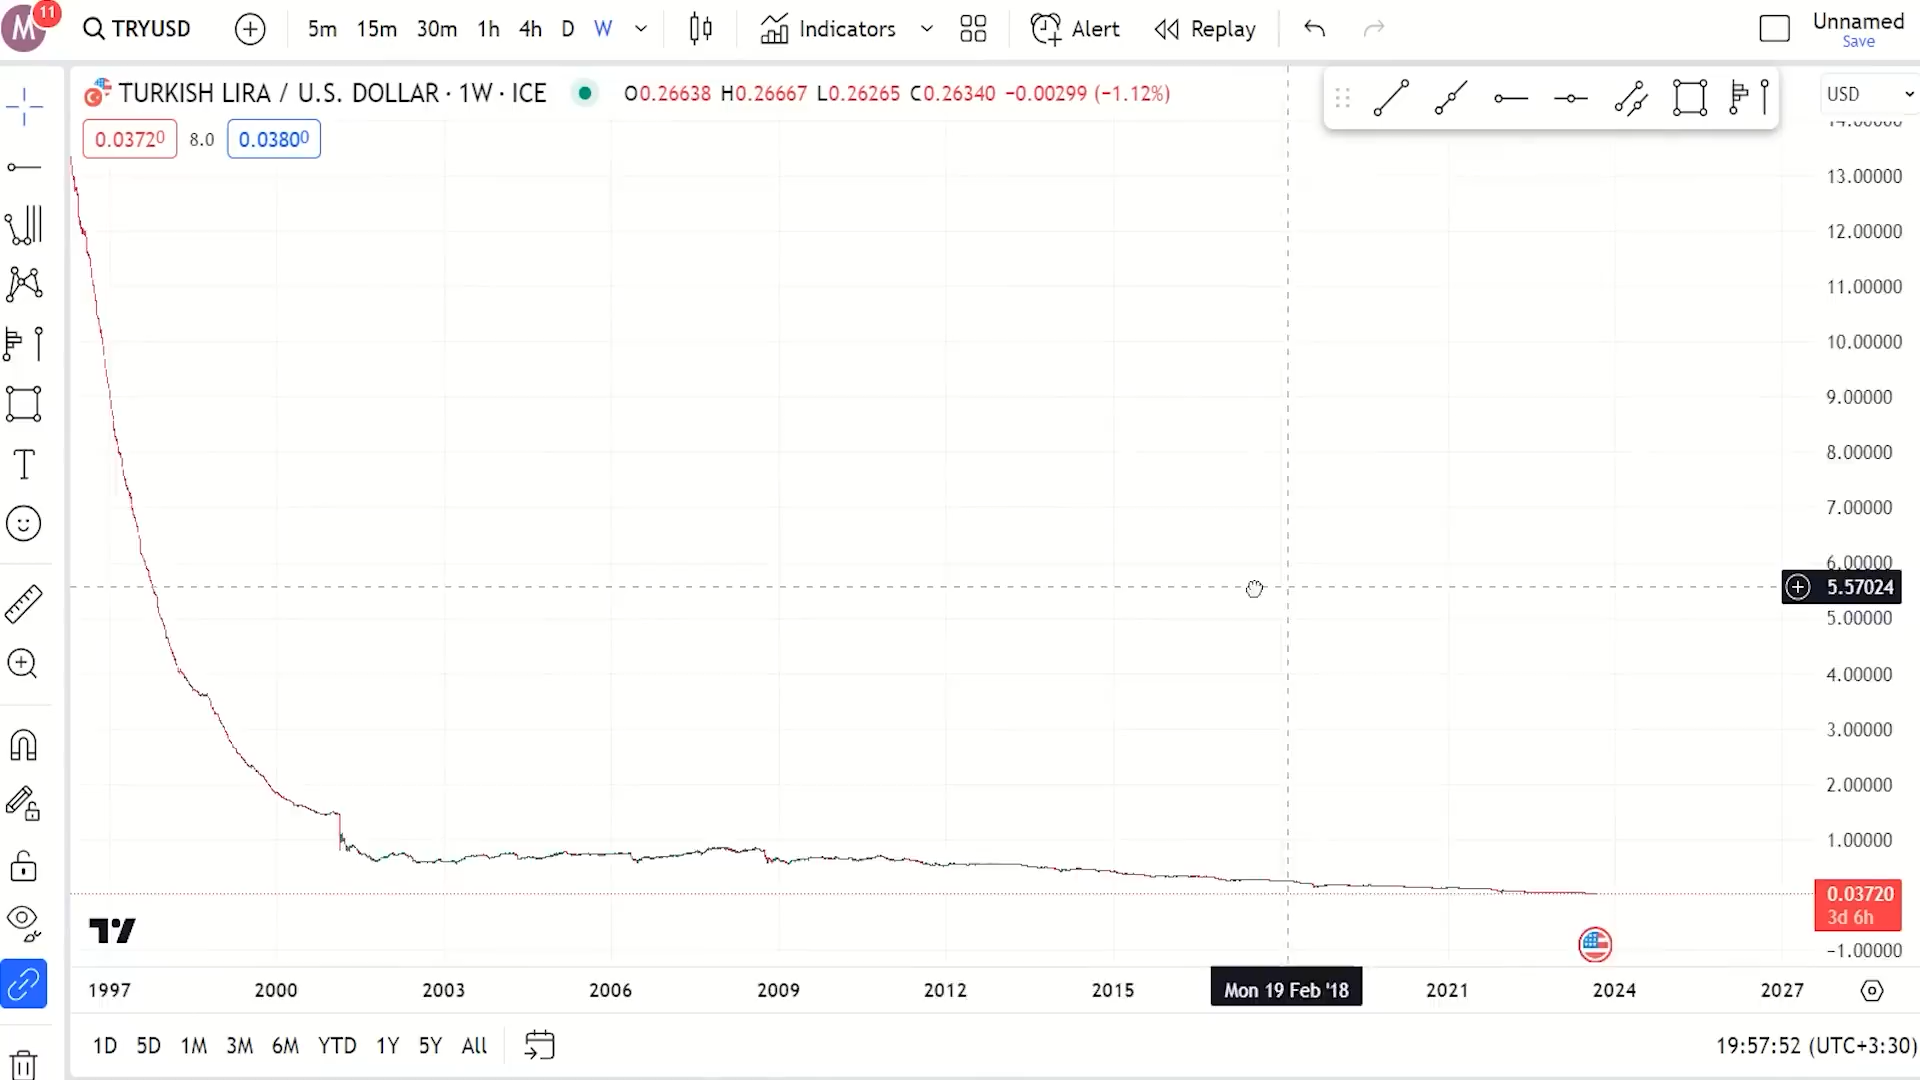 M 11 TRYUSD 5m 15m 30m 1h 4h D W Indicators Alert Replay Unnamed
Save
TURKISH LIRA / U.S. DOLLAR · 1W · ICE O0.26638 H0.26667 L0.26265 C0.26340 −0.00299 (−1.12%) USD
0.03720 8.0 0.03800
14.00000
13.00000
12.00000
11.00000
10.00000
9.00000
8.00000
7.00000
6.00000
5.57024
5.00000
4.00000
3.00000
2.00000
1.00000
0.03720
3d 6h
−1.00000
1997 2000 2003 2006 2009 2012 2015 Mon 19 Feb '18 2021 2024 2027
1D 5D 1M 3M 6M YTD 1Y 5Y All 19:57:52 (UTC+3:30)